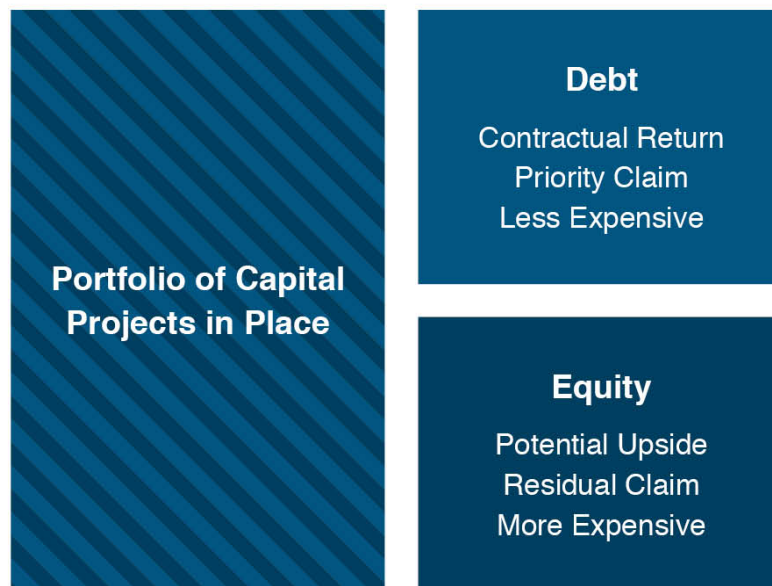 Portfolio of Capital
Projects in Place
Debt
Contractual Return
Priority Claim
Less Expensive
Equity
Potential Upside
Residual Claim
More Expensive